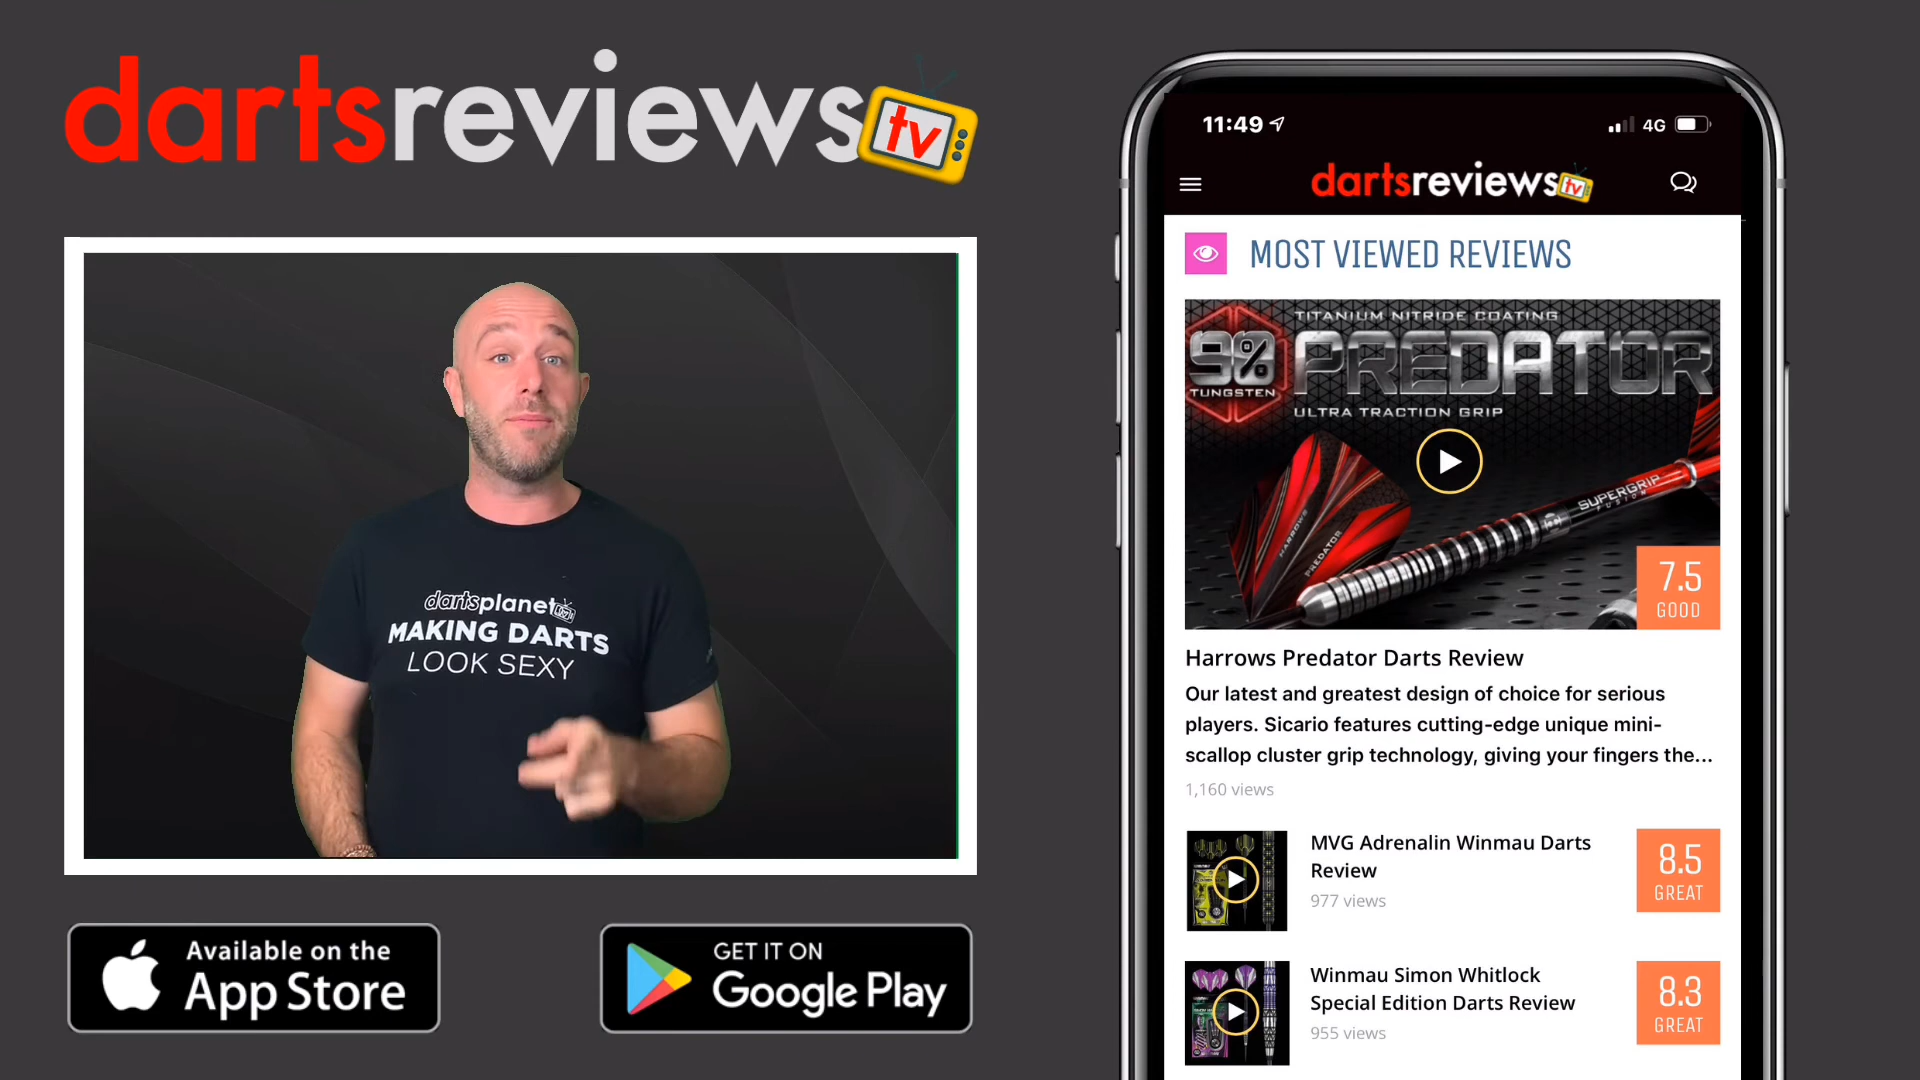 dartsreviews tv
dartsplanet
MAKING DARTS
LOOK SEXY
Available on the
App Store
GET IT ON
Google Play
11:49
4G
dartsreviews tv
MOST VIEWED REVIEWS
TITANIUM NITRIDE COATING
90%
TUNGSTEN
PREDATOR
ULTRA TRACTION GRIP
SUPERGRIP
FUSION
HARROWS
PREDATOR
7.5
GOOD
Harrows Predator Darts Review
Our latest and greatest design of choice for serious
players. Sicario features cutting-edge unique mini-
scallop cluster grip technology, giving your fingers the...
1,160 views
MVG Adrenalin Winmau Darts
Review
977 views
8.5
GREAT
Winmau Simon Whitlock
Special Edition Darts Review
955 views
8.3
GREAT